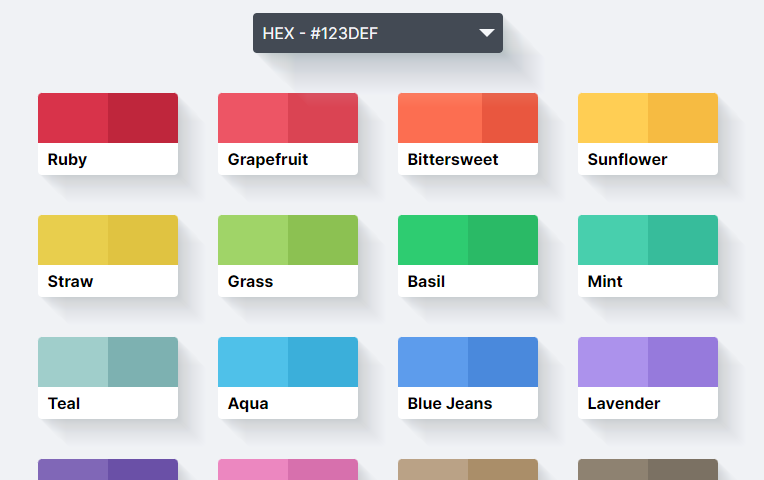 HEX - #123DEF
Ruby
Grapefruit
Bittersweet
Sunflower
Straw
Grass
Basil
Mint
Teal
Aqua
Blue Jeans
Lavender